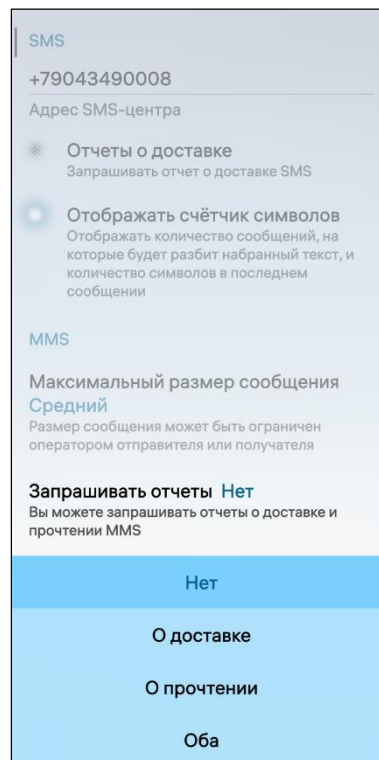 SMS
+79043490008
Адрес SMS-центра
Отчеты о доставке
Запрашивать отчет о доставке SMS
Отображать счётчик символов
Отображать количество сообщений, на
которые будет разбит набранный текст, и
количество символов в последнем
сообщении
MMS
Максимальный размер сообщения
Средний
Размер сообщения может быть ограничен
оператором отправителя или получателя
Запрашивать отчеты Нет
Вы можете запрашивать отчеты о доставке и
прочтении MMS
Нет
О доставке
О прочтении
Оба